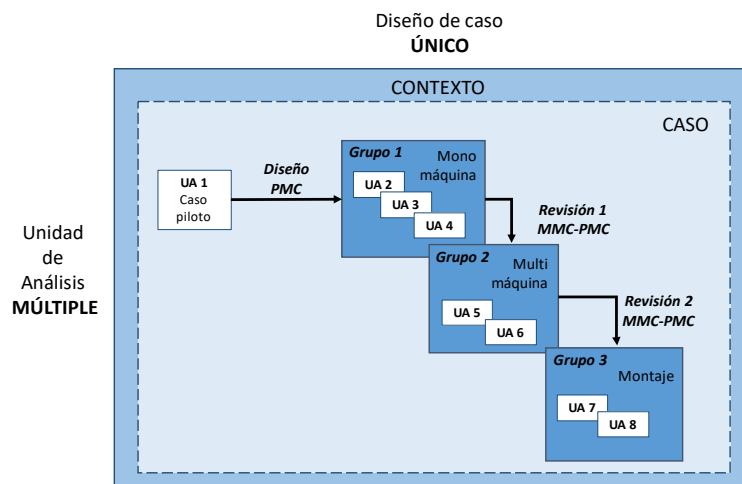 Diseño de caso
ÚNICO
CONTEXTO
CASO
Unidad
de
Análisis
MÚLTIPLE
UA 1
Caso
piloto
Diseño
PMC
Grupo 1
Mono
máquina
UA 2
UA 3
UA 4
Revisión 1
MMC-PMC
Grupo 2
Multi
máquina
UA 5
UA 6
Revisión 2
MMC-PMC
Grupo 3
Montaje
UA 7
UA 8